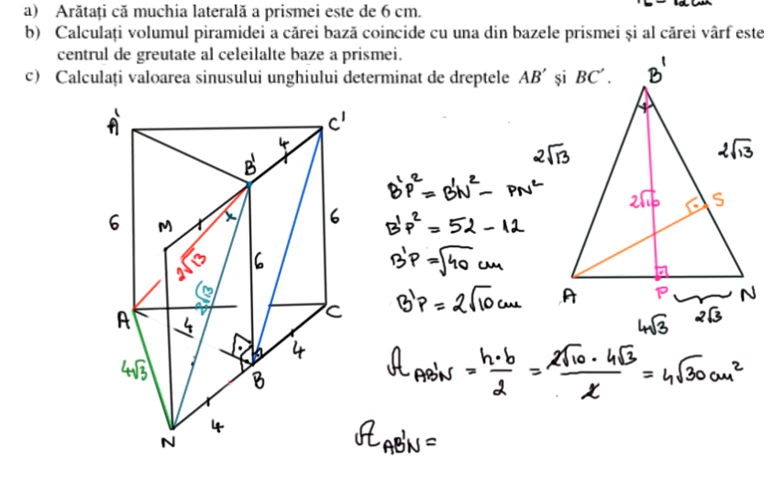 a) Arătați că muchia laterală a prismei este de 6 cm.
b) Calculați volumul piramidei a cărei bază coincide cu una din bazele prismei și al cărei vârf este
centrul de greutate al celeilalte baze a prismei.
c) Calculați valoarea sinusului unghiului determinat de dreptele AB′ și BC′.
A'
C'
4
B'
M
x
6
2√13
2√13
6
6
A
4
C
4
B
4√3
4
N
B'P² = B'N² - PN²
B'P² = 52 - 12
B'P = √40 cm
B'P = 2√10 cm
B'
2√13
2√13
2√10
S
A
P
N
2√3
4√3
A AB'N = h·b/2 = 2√10 · 4√3/2 = 4√30 cm²
A AB'N =